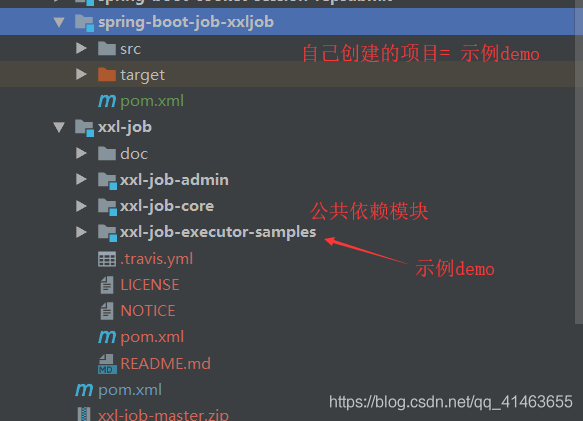 spring-boot-job-xxljob
自己创建的项目= 示例demo
src
target
pom.xml
xxl-job
doc
xxl-job-admin
xxl-job-core
公共依赖模块
xxl-job-executor-samples
示例demo
.travis.yml
LICENSE
NOTICE
pom.xml
MD
README.md
pom.xml
https://blog.csdn.net/qq_41463655
xxl-job-master.zip